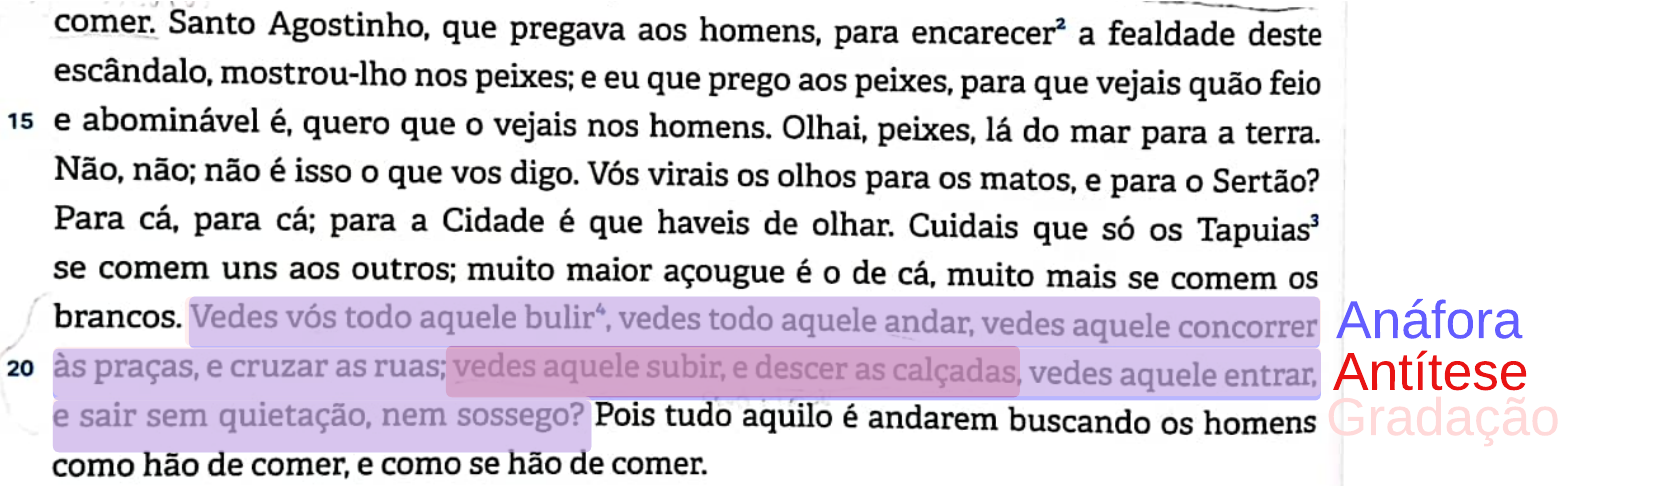 comer. Santo Agostinho, que pregava aos homens, para encarecer² a fealdade deste
escândalo, mostrou-lho nos peixes; e eu que prego aos peixes, para que vejais quão feio
15 e abominável é, quero que o vejais nos homens. Olhai, peixes, lá do mar para a terra.
Não, não; não é isso o que vos digo. Vós virais os olhos para os matos, e para o Sertão?
Para cá, para cá; para a Cidade é que haveis de olhar. Cuidais que só os Tapuias³
se comem uns aos outros; muito maior açougue é o de cá, muito mais se comem os
brancos. Vedes vós todo aquele bulir⁴, vedes todo aquele andar, vedes aquele concorrer Anáfora
20 às praças, e cruzar as ruas; vedes aquele subir, e descer as calçadas, vedes aquele entrar, Antítese
e sair sem quietação, nem sossego? Pois tudo aquilo é andarem buscando os homens Gradação
como hão de comer, e como se hão de comer.